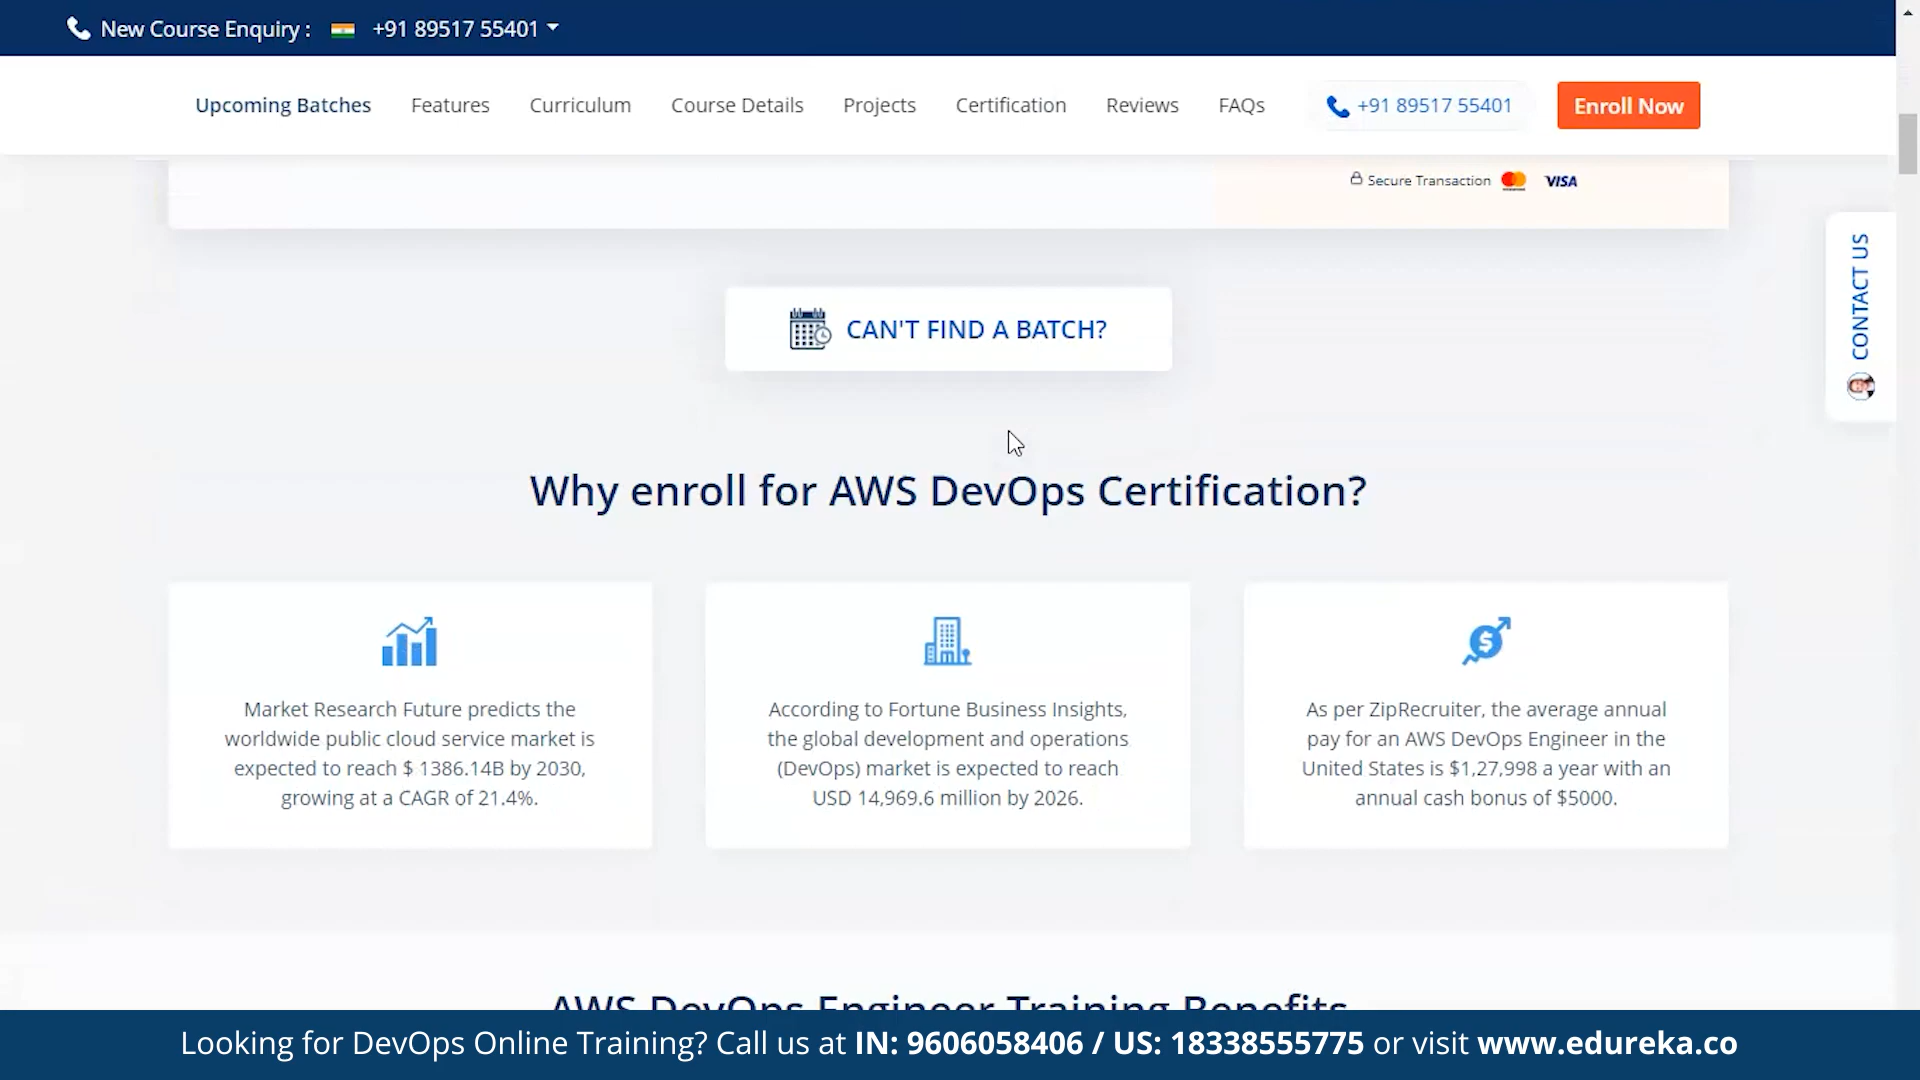 New Course Enquiry : +91 89517 55401
Upcoming Batches Features Curriculum Course Details Projects Certification Reviews FAQs +91 89517 55401 Enroll Now
Secure Transaction VISA
CONTACT US
CAN'T FIND A BATCH?
Why enroll for AWS DevOps Certification?
Market Research Future predicts the
worldwide public cloud service market is
expected to reach $ 1386.14B by 2030,
growing at a CAGR of 21.4%.
According to Fortune Business Insights,
the global development and operations
(DevOps) market is expected to reach
USD 14,969.6 million by 2026.
As per ZipRecruiter, the average annual
pay for an AWS DevOps Engineer in the
United States is $1,27,998 a year with an
annual cash bonus of $5000.
AWS DevOps Engineer Training Benefits
Looking for DevOps Online Training? Call us at IN: 9606058406 / US: 18338555775 or visit www.edureka.co